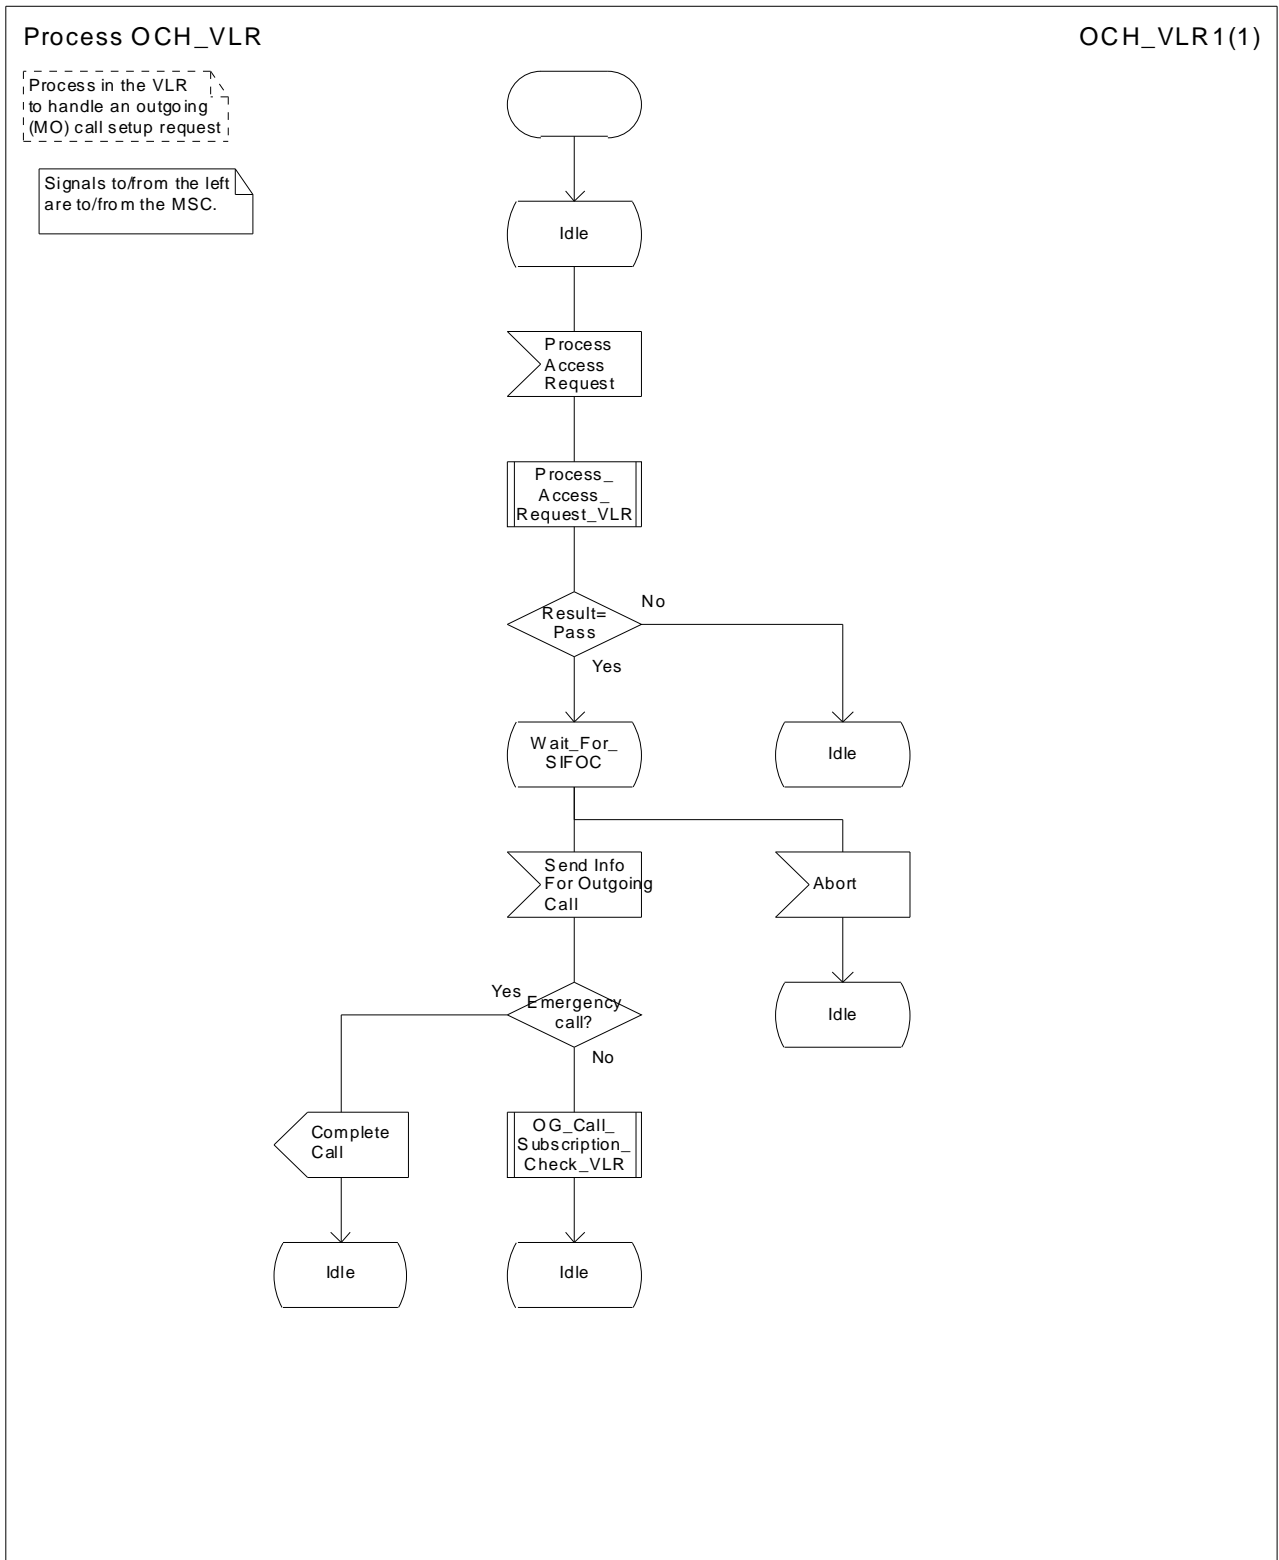 Process OCH_VLR
OCH_VLR1(1)
Process in the VLR
to handle an outgoing
(MO) call setup request
Signals to/from the left
are to/from the MSC.
Idle
Process
Access
Request
Process_
Access_
Request_VLR
Result=
Pass
No
Yes
Wait_For_
SIFOC
Idle
Send Info
For Outgoing
Call
Abort
Yes
Emergency
call?
No
Idle
Complete
Call
OG_Call_
Subscription_
Check_VLR
Idle
Idle